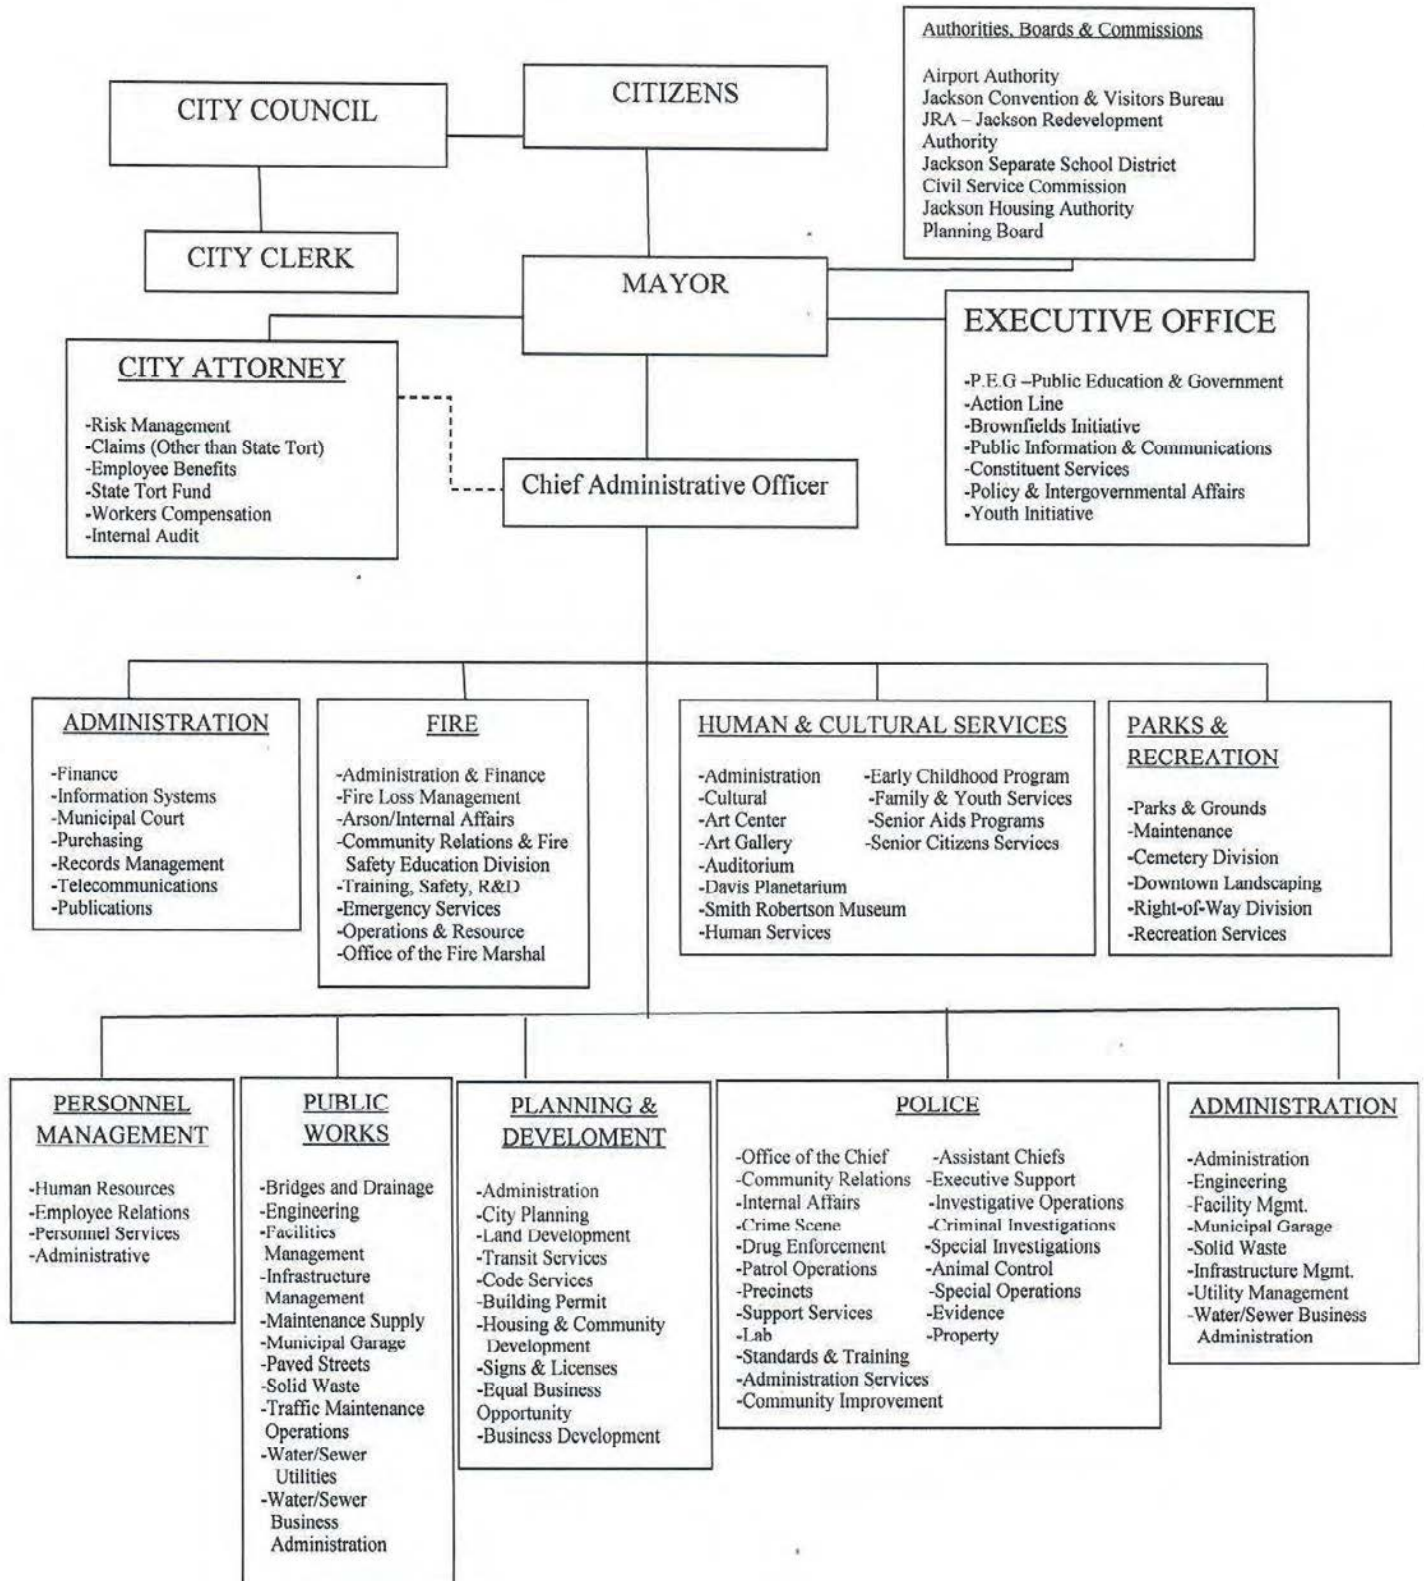 Authorities, Boards & Commissions
Airport Authority
Jackson Convention & Visitors Bureau
JRA – Jackson Redevelopment
Authority
Jackson Separate School District
Civil Service Commission
Jackson Housing Authority
Planning Board
CITY COUNCIL
CITIZENS
CITY CLERK
MAYOR
EXECUTIVE OFFICE
-P.E.G –Public Education & Government
-Action Line
-Brownfields Initiative
-Public Information & Communications
-Constituent Services
-Policy & Intergovernmental Affairs
-Youth Initiative
CITY ATTORNEY
-Risk Management
-Claims (Other than State Tort)
-Employee Benefits
-State Tort Fund
-Workers Compensation
-Internal Audit
Chief Administrative Officer
ADMINISTRATION
-Finance
-Information Systems
-Municipal Court
-Purchasing
-Records Management
-Telecommunications
-Publications
FIRE
-Administration & Finance
-Fire Loss Management
-Arson/Internal Affairs
-Community Relations & Fire
Safety Education Division
-Training, Safety, R&D
-Emergency Services
-Operations & Resource
-Office of the Fire Marshal
HUMAN & CULTURAL SERVICES
-Administration
-Cultural
-Art Center
-Art Gallery
-Auditorium
-Davis Planetarium
-Smith Robertson Museum
-Human Services
-Early Childhood Program
-Family & Youth Services
-Senior Aids Programs
-Senior Citizens Services
PARKS &
RECREATION
-Parks & Grounds
-Maintenance
-Cemetery Division
-Downtown Landscaping
-Right-of-Way Division
-Recreation Services
PERSONNEL
MANAGEMENT
-Human Resources
-Employee Relations
-Personnel Services
-Administrative
PUBLIC
WORKS
-Bridges and Drainage
-Engineering
-Facilities
Management
-Infrastructure
Management
-Maintenance Supply
-Municipal Garage
-Paved Streets
-Solid Waste
-Traffic Maintenance
Operations
-Water/Sewer
Utilities
-Water/Sewer
Business
Administration
PLANNING &
DEVELOMENT
-Administration
-City Planning
-Land Development
-Transit Services
-Code Services
-Building Permit
-Housing & Community
Development
-Signs & Licenses
-Equal Business
Opportunity
-Business Development
POLICE
-Office of the Chief
-Community Relations
-Internal Affairs
-Crime Scene
-Drug Enforcement
-Patrol Operations
-Precincts
-Support Services
-Lab
-Standards & Training
-Administration Services
-Community Improvement
-Assistant Chiefs
-Executive Support
-Investigative Operations
-Criminal Investigations
-Special Investigations
-Animal Control
-Special Operations
-Evidence
-Property
ADMINISTRATION
-Administration
-Engineering
-Facility Mgmt.
-Municipal Garage
-Solid Waste
-Infrastructure Mgmt.
-Utility Management
-Water/Sewer Business
Administration